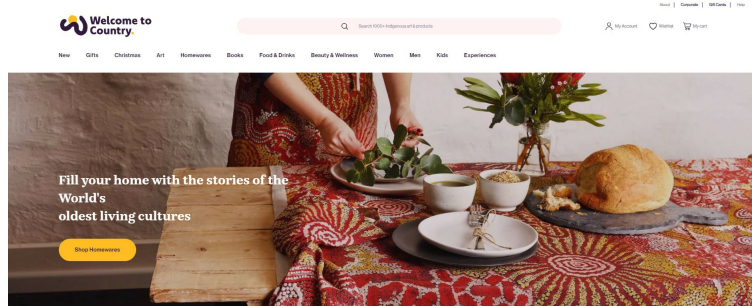 About | Corporate | Gift Cards | Help
Welcome to
Country.
Search 1000+ Indigenous art & products
My Account Wishlist My cart
New Gifts Christmas Art Homewares Books Food & Drinks Beauty & Wellness Women Men Kids Experiences
Fill your home with the stories of the
World's
oldest living cultures
Shop Homewares